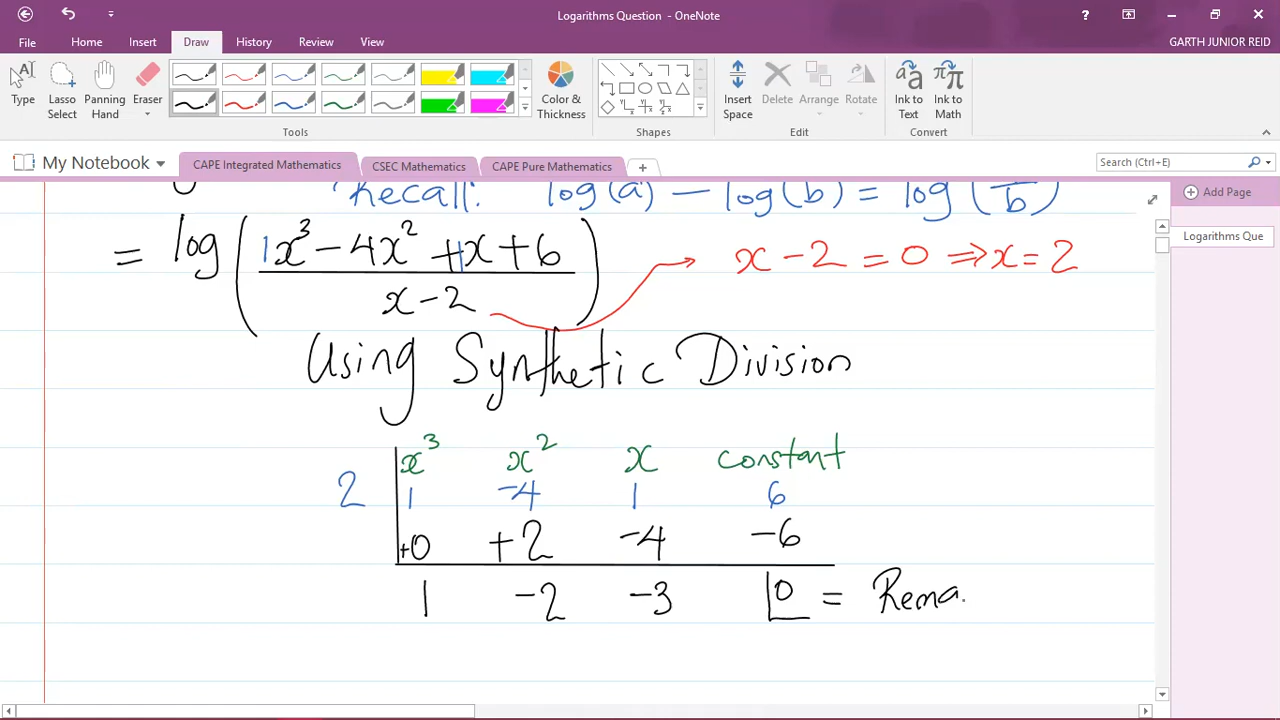 Logarithms Question - OneNote
?
File Home Insert Draw History Review View
GARTH JUNIOR REID
Type
Lasso Select
Panning Hand
Eraser
Color & Thickness
Insert Space
Delete
Arrange
Rotate
Ink to Text
Ink to Math
Tools
Shapes
Edit
Convert
My Notebook
CAPE Integrated Mathematics
CSEC Mathematics
CAPE Pure Mathematics
Search (Ctrl+E)
Add Page
Logarithms Que
Recall: log(a) - log(b) = log(/b)
= log((1x³ - 4x² + 1x + 6)/(x - 2))
x - 2 = 0 ⇒ x = 2
Using Synthetic Division
x³ x² x constant
2 1 -4 1 6
+0 +2 -4 -6
1 -2 -3 0 = Rema